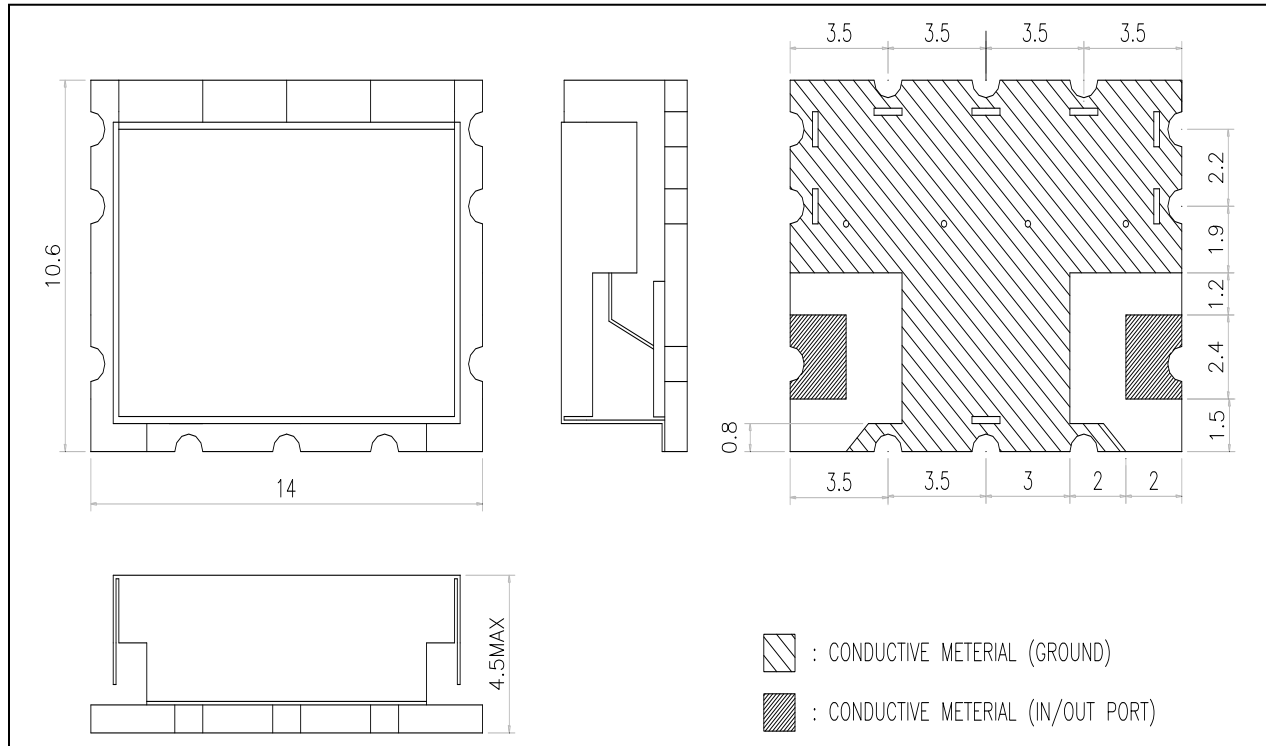 3.5 3.5 3.5 3.5
10.6
2.2
1.9
1.2
2.4
1.5
0.8
14
3.5 3.5 3 2 2
4.5MAX
: CONDUCTIVE METERIAL (GROUND)
: CONDUCTIVE METERIAL (IN/OUT PORT)